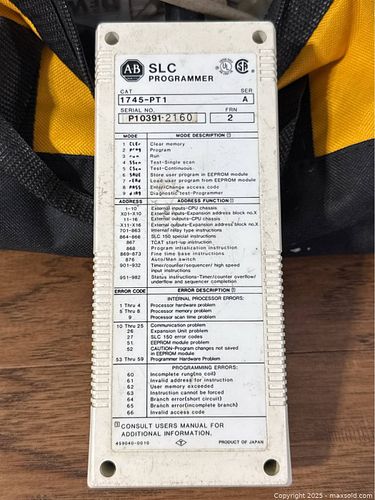 AB SLC
PROGRAMMER
CAT SER
1745-PT1 A
SERIAL NO. FRN
P10391-2160 2
MODE MODE DESCRIPTION [1]
1 CLEr Clear memory
2 Prog Program
3 run Run
4 SScn Test-Single scan
5 CScn Test-Continuous
6 SAVE Store user program in EEPROM module
7 rEAd Load user program from EEPROM module
8 PASS Enter/Change access code
9 diAg Diagnostic test-Programmer
ADDRESS ADDRESS FUNCTION [1]
1-10 External inputs-CPU chassis
X01-X10 External inputs-Expansion address block no.X
11-16 External outputs-CPU chassis
X11-X16 External outputs-Expansion address block no.X
701-863 Internal relay type instructions
864-866 SLC 150 special instructions
867 TCAT start-up instruction
868 Program initialization instruction
869-873 Fine time base instructions
876 Auto/Man switch
901-932 Timer/counter/sequencer/high speed
input instructions
951-982 Status instructions-Timer/counter overflow/
underflow and sequencer completion
ERROR CODE ERROR DESCRIPTION [1]
INTERNAL PROCESSOR ERRORS:
1 Thru 4 Processor hardware problem
5 Thru 8 Processor memory problem
9 Processor scan time problem
10 Thru 25 Communication problem
26 Expansion Unit problem
27 SLC 150 error codes
51 EEPROM module problem
52 CAUTION-Program changes not saved
in EEPROM module
53 Thru 59 Programmer Hardware Problem
PROGRAMMING ERRORS:
60 Incomplete rung(no coil)
61 Invalid address for instruction
62 User memory exceeded
63 Instruction cannot be forced
64 Branch error(short circuit)
65 Branch error(incomplete branch)
66 Invalid access code
[1] CONSULT USERS MANUAL FOR
ADDITIONAL INFORMATION.
459040-0010 PRODUCT OF JAPAN
© Copyright 2025 - maxsold.com